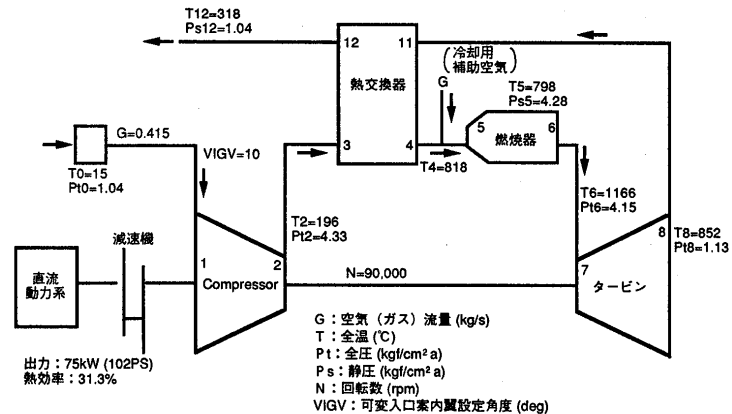 T12=318
Ps12=1.04
12
11
熱交換器
3
4
冷却用
補助空気
G
T5=798
Ps5=4.28
5
6
燃焼器
G=0.415
VIGV=10
T0=15
Pt0=1.04
T4=818
T2=196
Pt2=4.33
T6=1166
Pt6=4.15
T8=852
Pt8=1.13
減速機
直流
動力系
1
2
Compressor
N=90,000
7
8
タービン
出力：75kW (102PS)
熱効率：31.3%
G：空気（ガス）流量 (kg/s)
T：全温 (℃)
Pt：全圧 (kgf/cm² a)
Ps：静圧 (kgf/cm² a)
N：回転数 (rpm)
VIGV：可変入口案内翼設定角度 (deg)